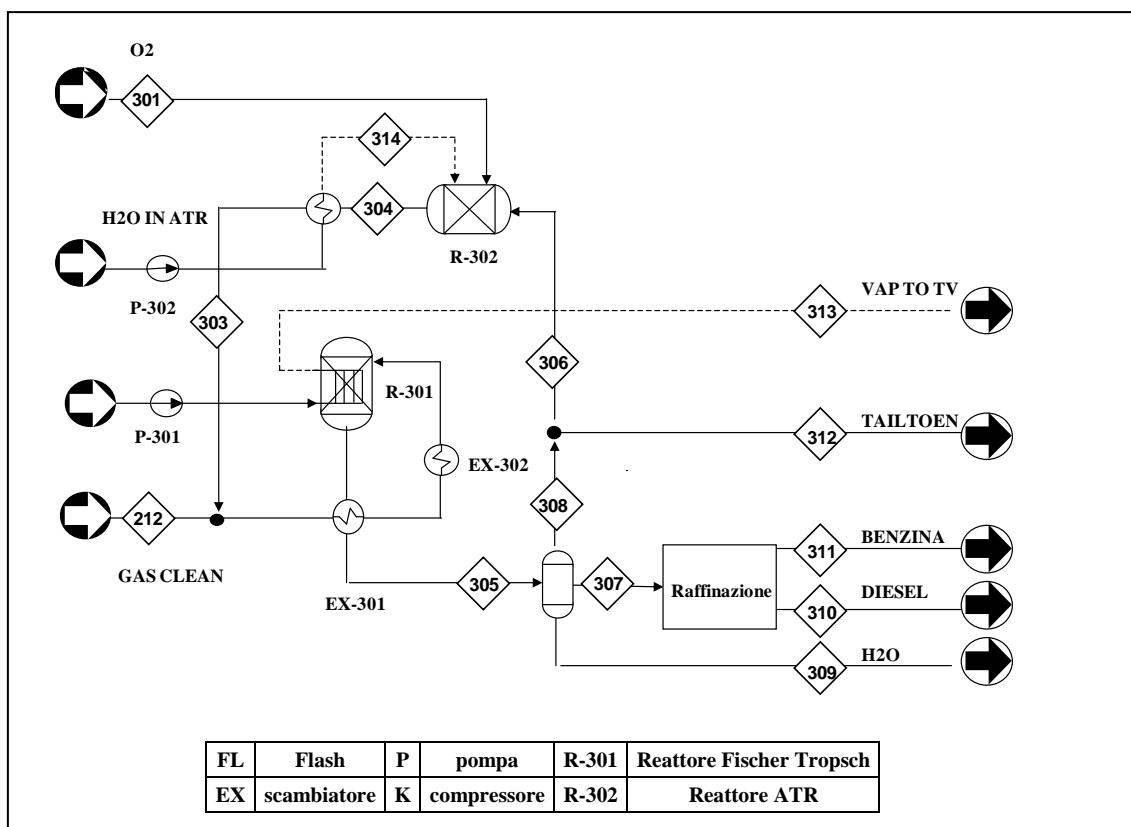 O2
301
314
304
H2O IN ATR
R-302
P-302
VAP TO TV
313
303
306
R-301
P-301
TAILTOEN
312
EX-302
308
212
GAS CLEAN
BENZINA
311
305
307
Raffinazione
DIESEL
310
EX-301
H2O
309
FL Flash P pompa R-301 Reattore Fischer Tropsch
EX scambiatore K compressore R-302 Reattore ATR